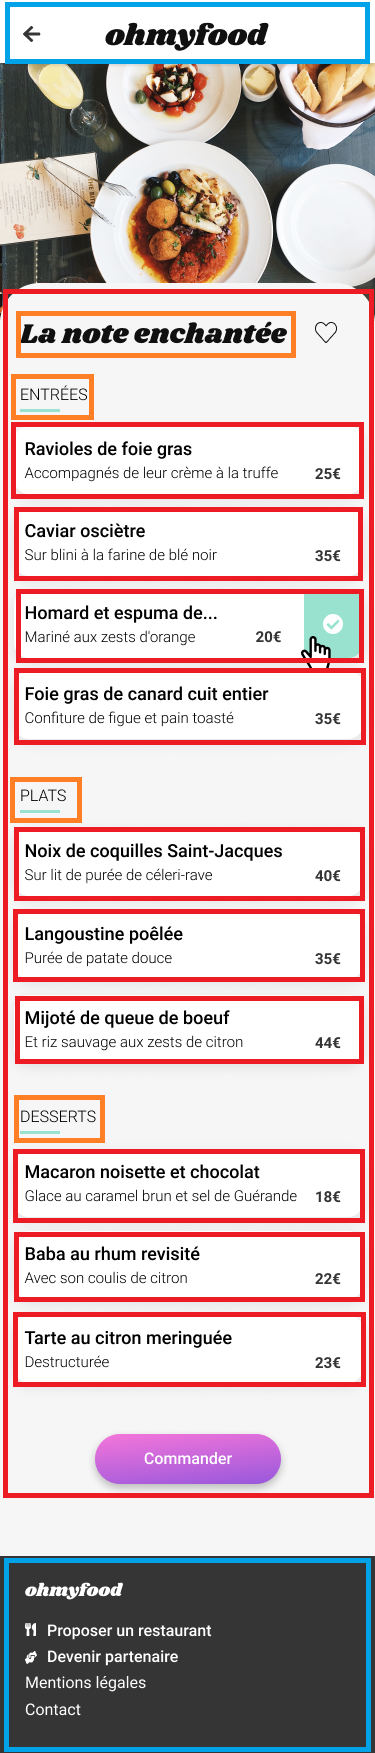 ohmyfood
La note enchantée
ENTRÉES
Ravioles de foie gras
Accompagnés de leur crème à la truffe 25€
Caviar oscière
Sur blini à la farine de blé noir 35€
Homard et espuma de...
Mariné aux zests d'orange 20€
Foie gras de canard cuit entier
Confiture de figue et pain toasté 35€
PLATS
Noix de coquilles Saint-Jacques
Sur lit de purée de céleri-rave 40€
Langoustine poêlée
Purée de patate douce 35€
Mijoté de queue de boeuf
Et riz sauvage aux zests de citron 44€
DESSERTS
Macaron noisette et chocolat
Glace au caramel brun et sel de Guérande 18€
Baba au rhum revisité
Avec son coulis de citron 22€
Tarte au citron meringuée
Destructurée 23€
Commander
ohmyfood
Proposer un restaurant
Devenir partenaire
Mentions légales
Contact